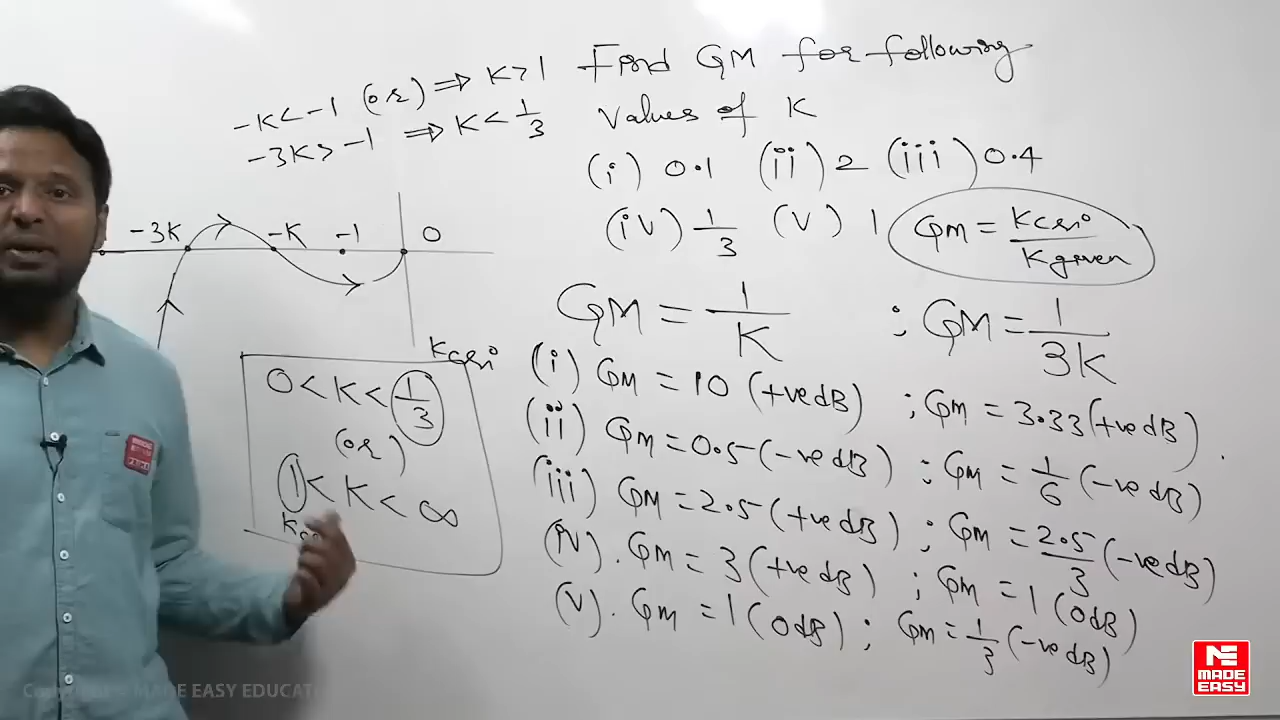 -K < -1 (or) ⇒ K > 1
-3K > -1 ⇒ K < 1/3
Find GM for following
values of K
(i) 0.1 (ii) 2 (iii) 0.4
(iv) 1/3 (v) 1
GM = Kcri / Kgiven
-3K -K -1 0
GM = 1/K ; GM = 1/3K
(i) GM = 10 (+ve dB) ; GM = 3.33 (+ve dB)
(ii) GM = 0.5 (-ve dB) ; GM = 1/6 (-ve dB)
(iii) GM = 2.5 (+ve dB) ; GM = 2.5/3 (-ve dB)
(iv). GM = 3 (+ve dB) ; GM = 1 (0 dB)
(v). GM = 1 (0 dB) ; GM = 1/3 (-ve dB)
Kcri
0 < K < 1/3
(or)
1 < K < ∞
MADE EASY